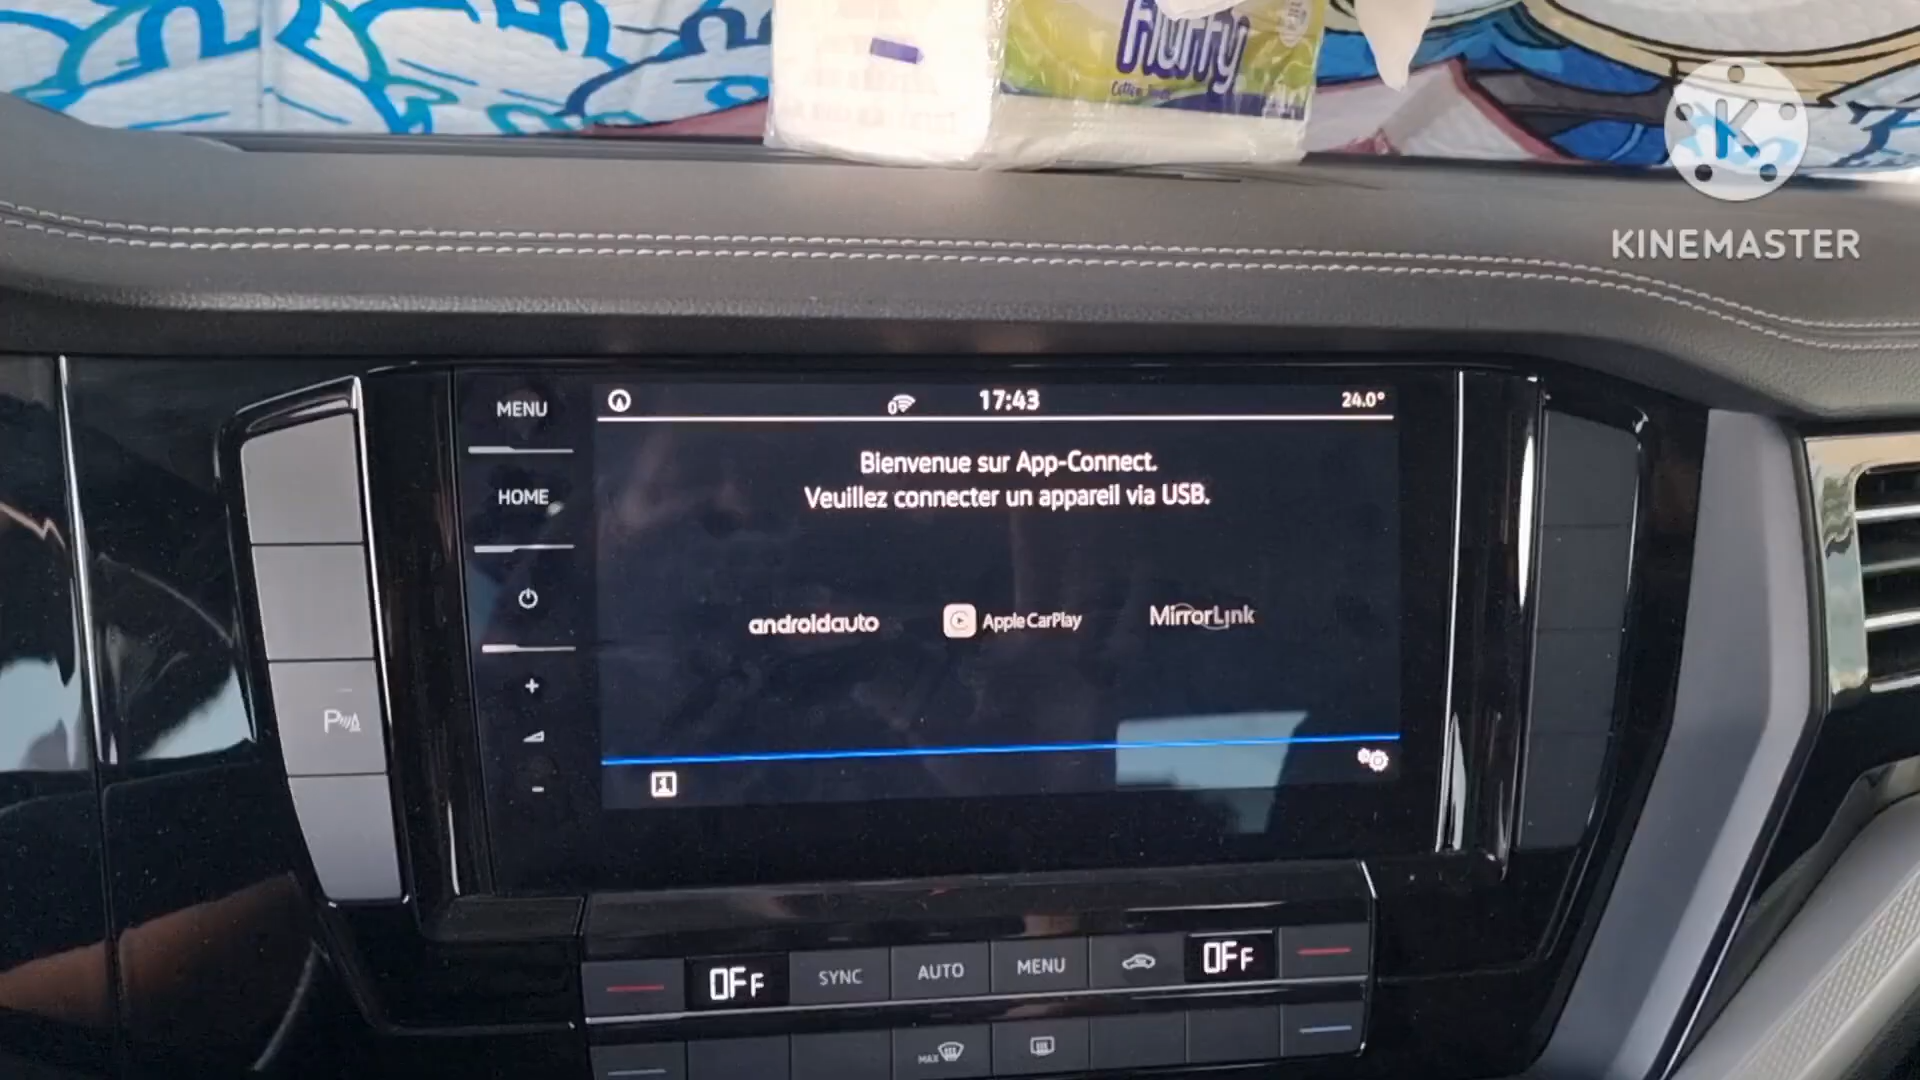 Fluffy
K
KINEMASTER
MENU
HOME
17:43
24.0°
Bienvenue sur App-Connect.
Veuillez connecter un appareil via USB.
androidauto
Apple CarPlay
MirrorLink
1
P
+
-
OFF
SYNC
AUTO
MENU
OFF
MAX